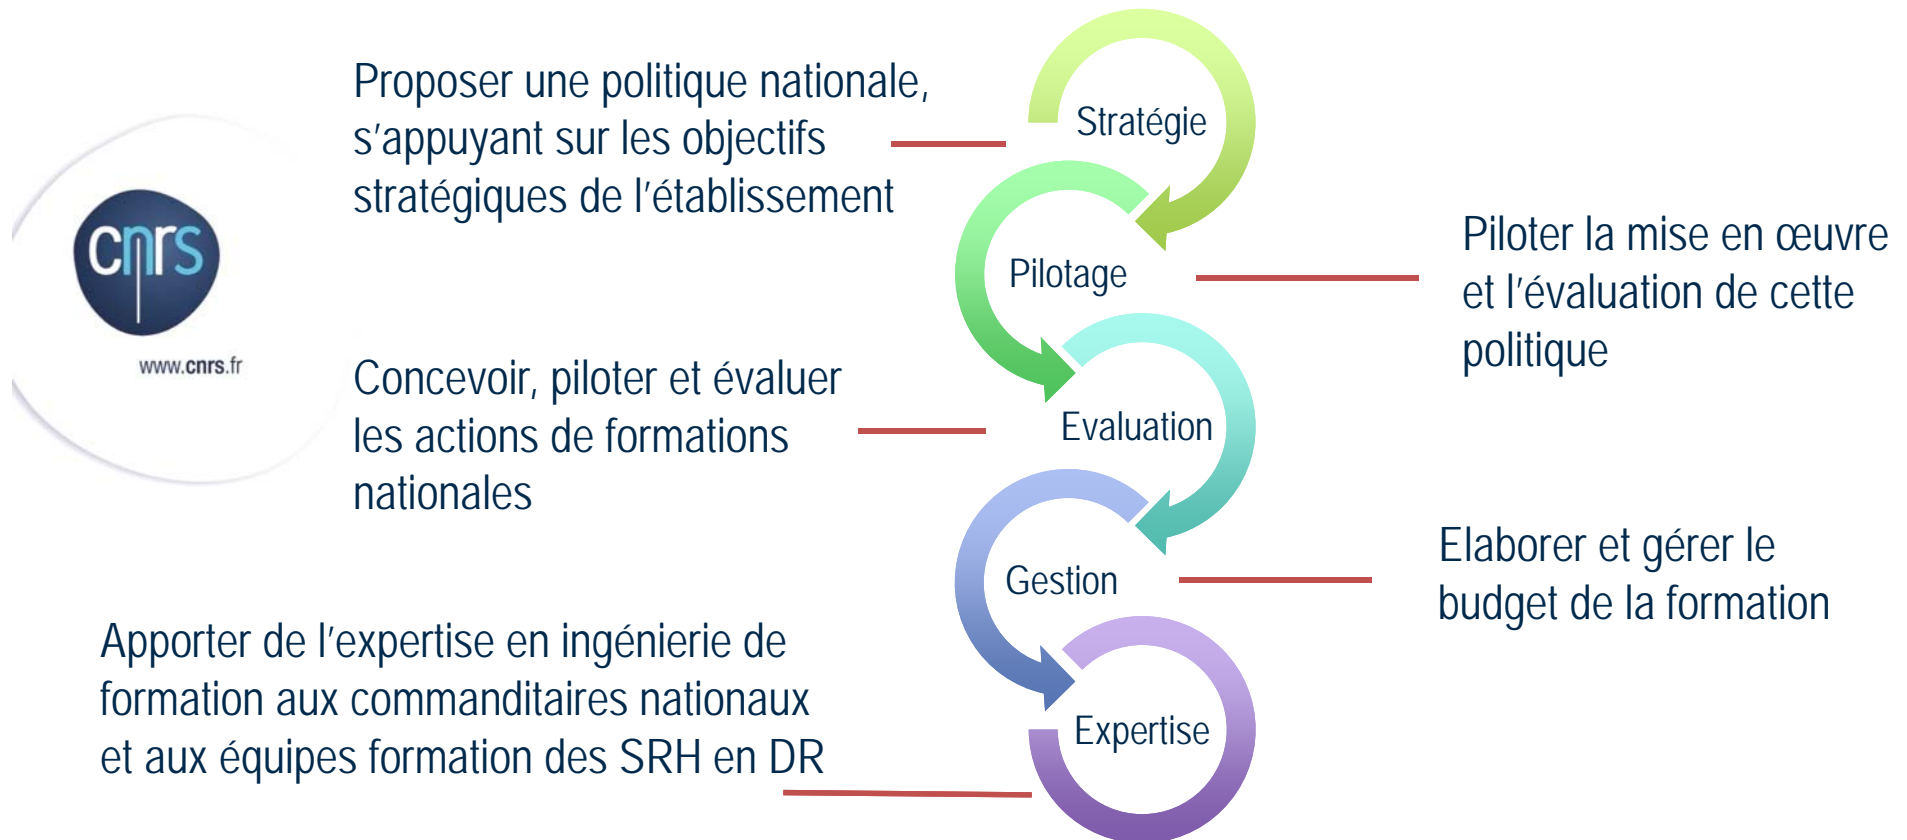 Proposer une politique nationale,
s'appuyant sur les objectifs
stratégiques de l'établissement
Stratégie
cnrs
www.cnrs.fr
Pilotage
Piloter la mise en œuvre
et l'évaluation de cette
politique
Concevoir, piloter et évaluer
les actions de formations
nationales
Evaluation
Gestion
Elaborer et gérer le
budget de la formation
Apporter de l'expertise en ingénierie de
formation aux commanditaires nationaux
et aux équipes formation des SRH en DR
Expertise